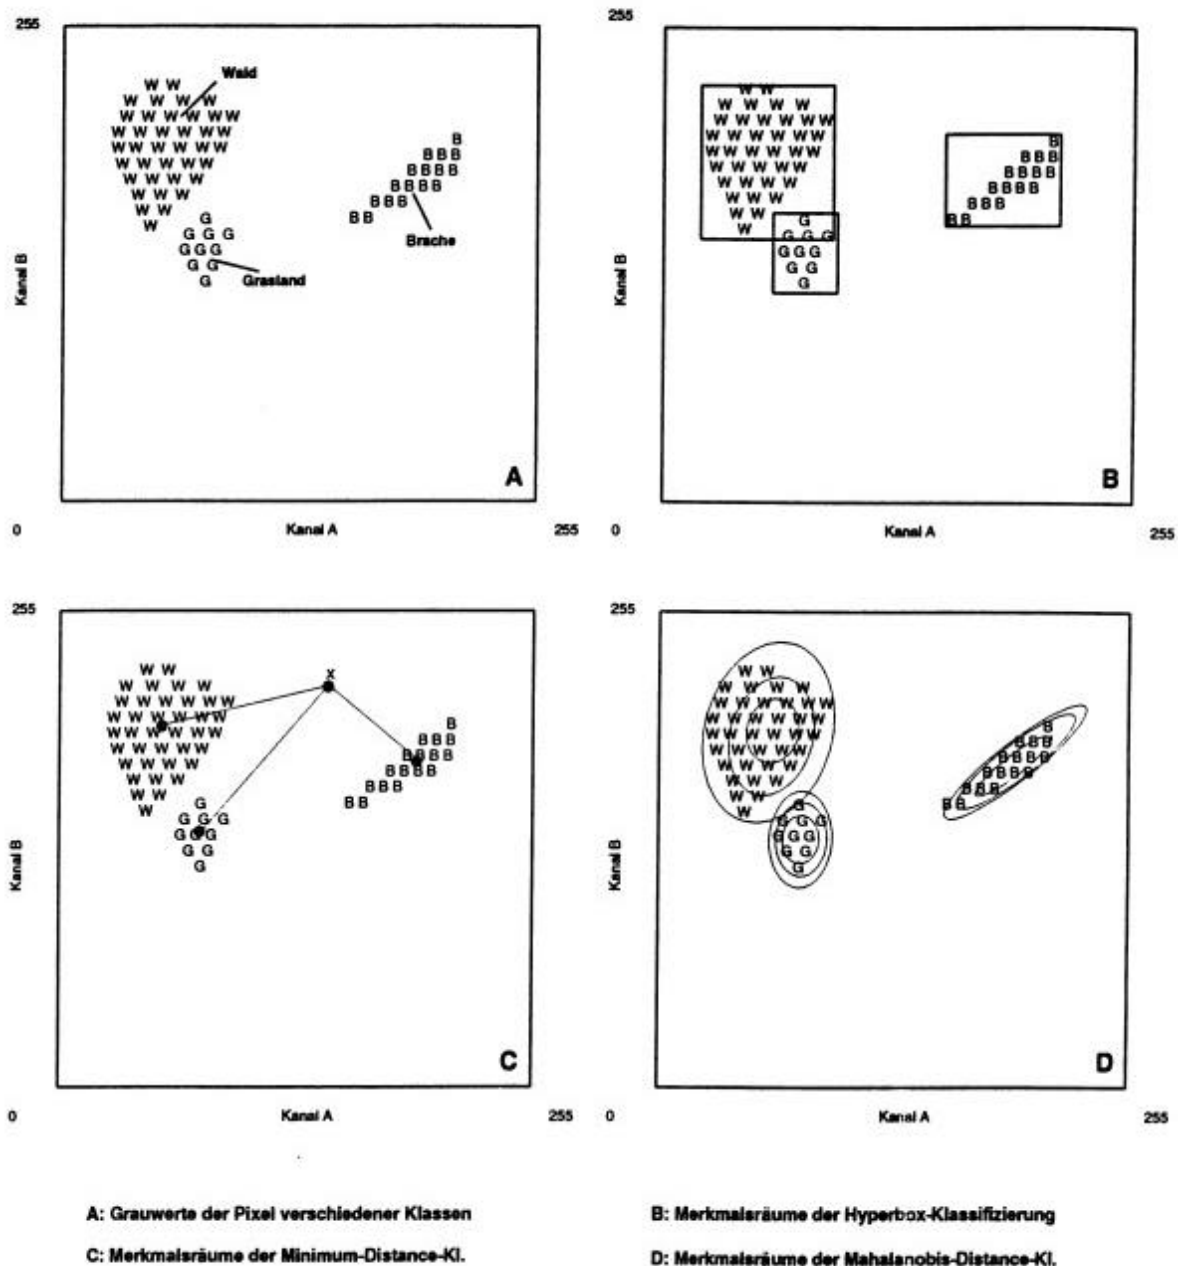 255
Wald
W W
W W W W
W W W W W W
W W W W W W
W W W W W W
W W W W W
W W W W
W W W
W W
W
G
G G G
G G G
G G
G
Grasland
B
B B B
B B B B
B B B B
B B B
B B
Brache
Kanal B
A
0
Kanal A
255
255
W W
W W W W
W W W W W W
W W W W W W
W W W W W W
W W W W W
W W W W
W W W
W W
W
G
G G G
G G G
G G
G
B
B B B
B B B B
B B B B
B B B
B B
Kanal B
B
0
Kanal A
255
255
x
W W
W W W W
W W W W W W
W W W W W W
W W W W W W
W W W W W
W W W W
W W W
W W
W
G
G G G
G G G
G G
G
B
B B B
B B B B
B B B B
B B B
B B
Kanal B
C
0
Kanal A
255
255
W W
W W W W
W W W W W W
W W W W W W
W W W W W W
W W W W W
W W W W
W W W
W W
W
G
G G G
G G G
G G
G
B
B B B
B B B B
B B B B
B B B
B B
Kanal B
D
0
Kanal A
255
A: Grauwerte der Pixel verschiedener Klassen
B: Merkmalsräume der Hyperbox-Klassifizierung
C: Merkmalsräume der Minimum-Distance-Kl.
D: Merkmalsräume der Mahalanobis-Distance-Kl.